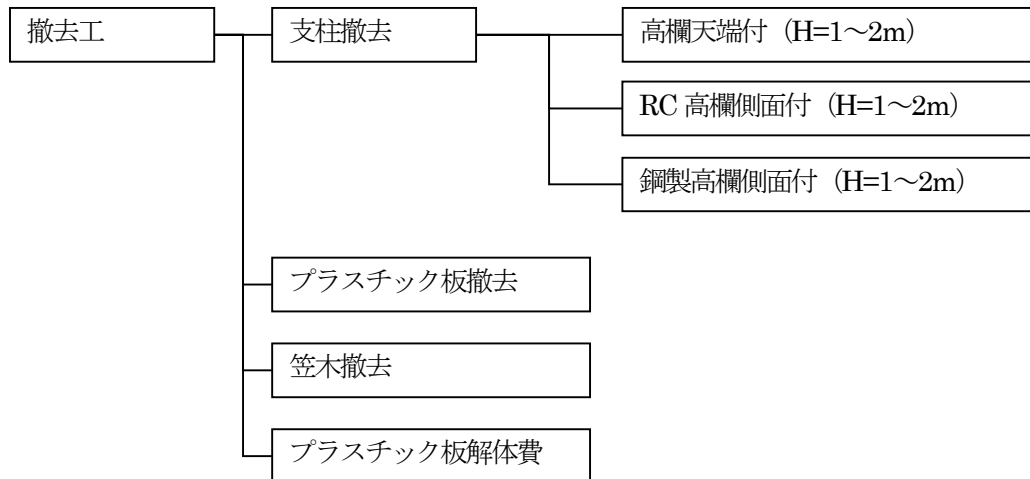 撤去工
支柱撤去
高欄天端付（H=1～2m）
RC 高欄側面付（H=1～2m）
鋼製高欄側面付（H=1～2m）
プラスチック板撤去
笠木撤去
プラスチック板解体費